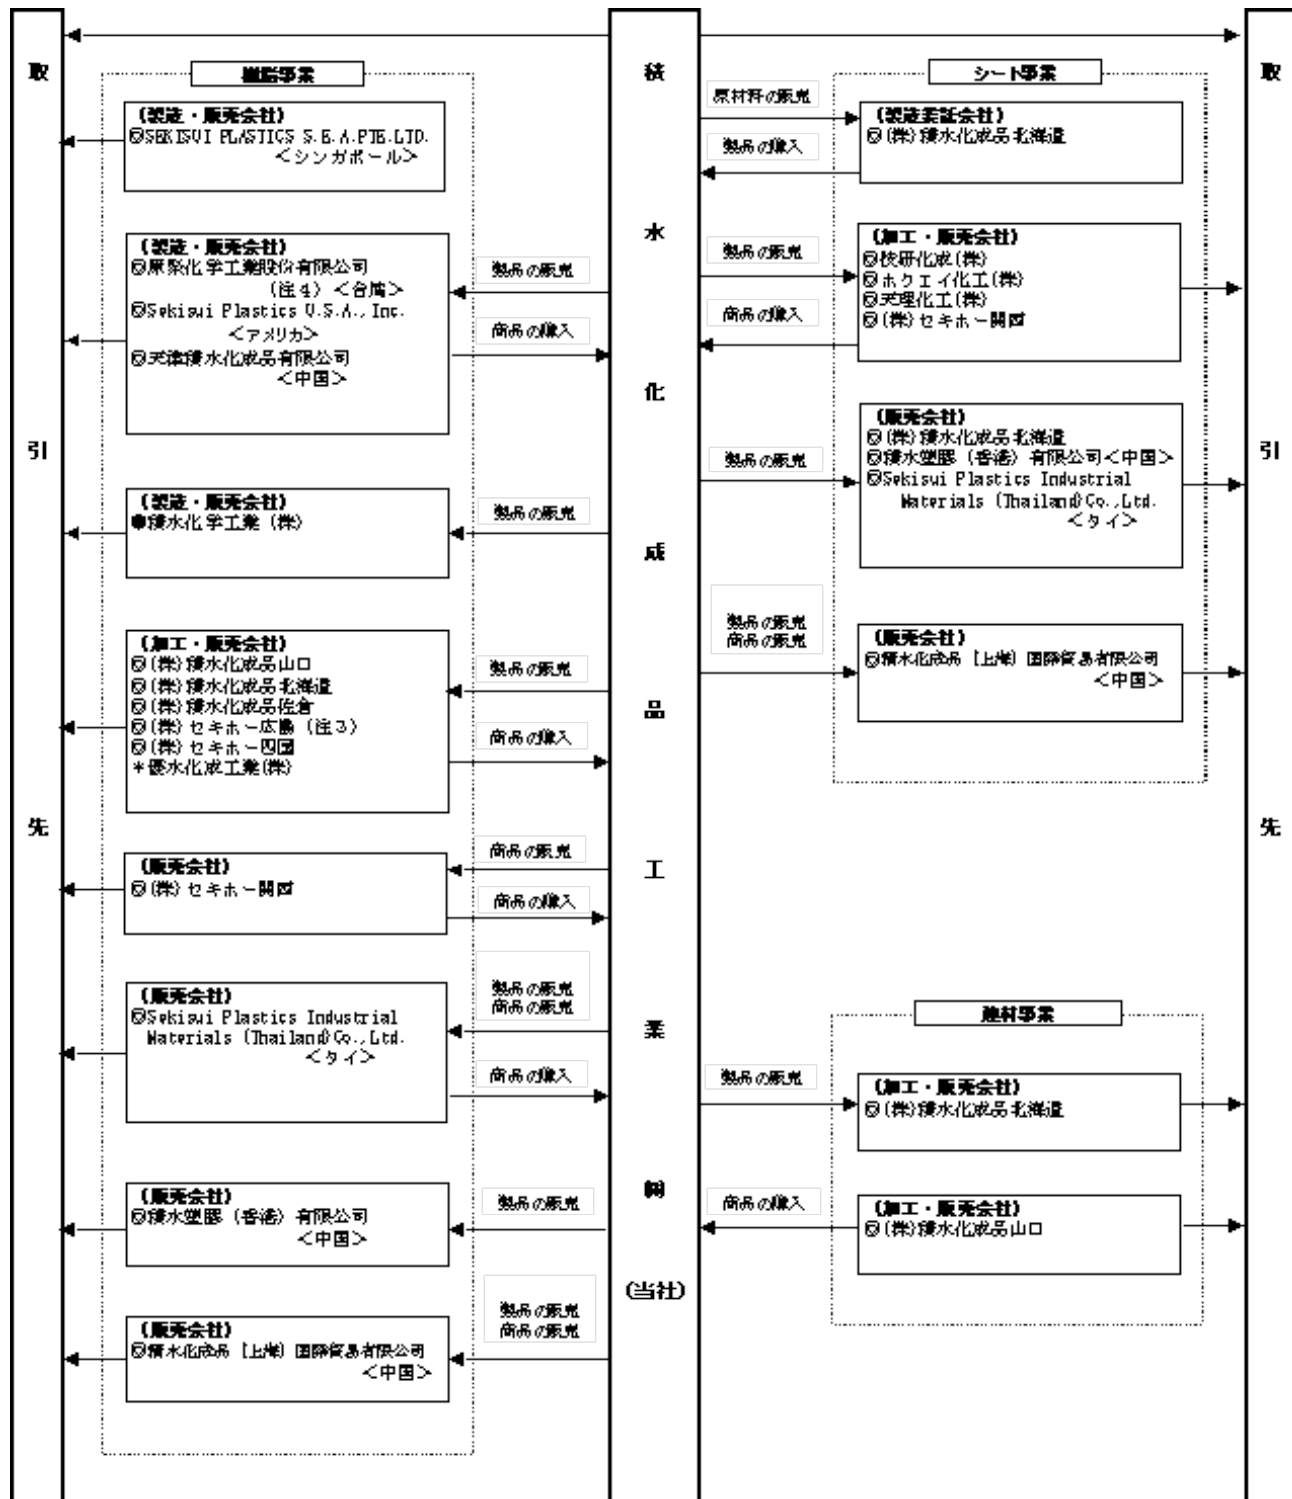 取
引
先
樹脂事業
(製造・販売会社)
◎SEKISUI PLASTICS S.E.A.PTE.LTD.
<シンガポール>
(製造・販売会社)
(注4) <台湾>
◎Sekisui Plastics U.S.A., Inc.
<アメリカ>
◎天津積水化成品有限公司
<中国>
製品の販売
商品の購入
(製造・販売会社)
●積水化学工業 (株)
製品の販売
(加工・販売会社)
◎(株) 積水化成品山口
◎(株) 積水化成品北海道
◎(株) 積水化成品佐倉
◎(株) セキホー広島 (注3)
◎(株) セキホー四国
*優水化成工業(株)
製品の販売
商品の購入
(販売会社)
◎(株) セキホー関西
商品の販売
商品の購入
(販売会社)
◎Sekisui Plastics Industrial
Materials (Thailand)Co.,Ltd.
<タイ>
製品の販売
商品の販売
商品の購入
(販売会社)
◎積水塑膠 (香港) 有限公司
<中国>
製品の販売
(販売会社)
◎積水化成品 (上海) 国際貿易有限公司
<中国>
製品の販売
商品の販売
積
水
化
成
品
工
業
㈱
(当社)
シート事業
原材料の販売
製品の購入
(製造委託会社)
◎(株)積水化成品北海道
製品の販売
商品の購入
(加工・販売会社)
◎技研化成(株)
◎ホクエイ化工(株)
◎天理化工(株)
◎(株)セキホー関西
製品の販売
(販売会社)
◎(株)積水化成品北海道
◎積水塑膠 (香港) 有限公司<中国>
◎Sekisui Plastics Industrial
Materials (Thailand)Co.,Ltd.
<タイ>
製品の販売
商品の販売
(販売会社)
◎積水化成品 (上海) 国際貿易有限公司
<中国>
建材事業
製品の販売
(加工・販売会社)
◎(株)積水化成品北海道
商品の購入
(加工・販売会社)
◎(株)積水化成品山口
取
引
先